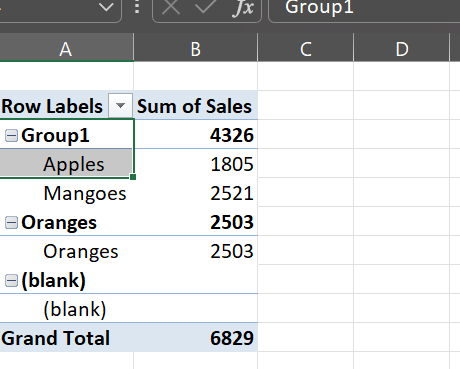 fx Group1
A B C D
Row Labels Sum of Sales
Group1 4326
Apples 1805
Mangoes 2521
Oranges 2503
Oranges 2503
(blank)
(blank)
Grand Total 6829